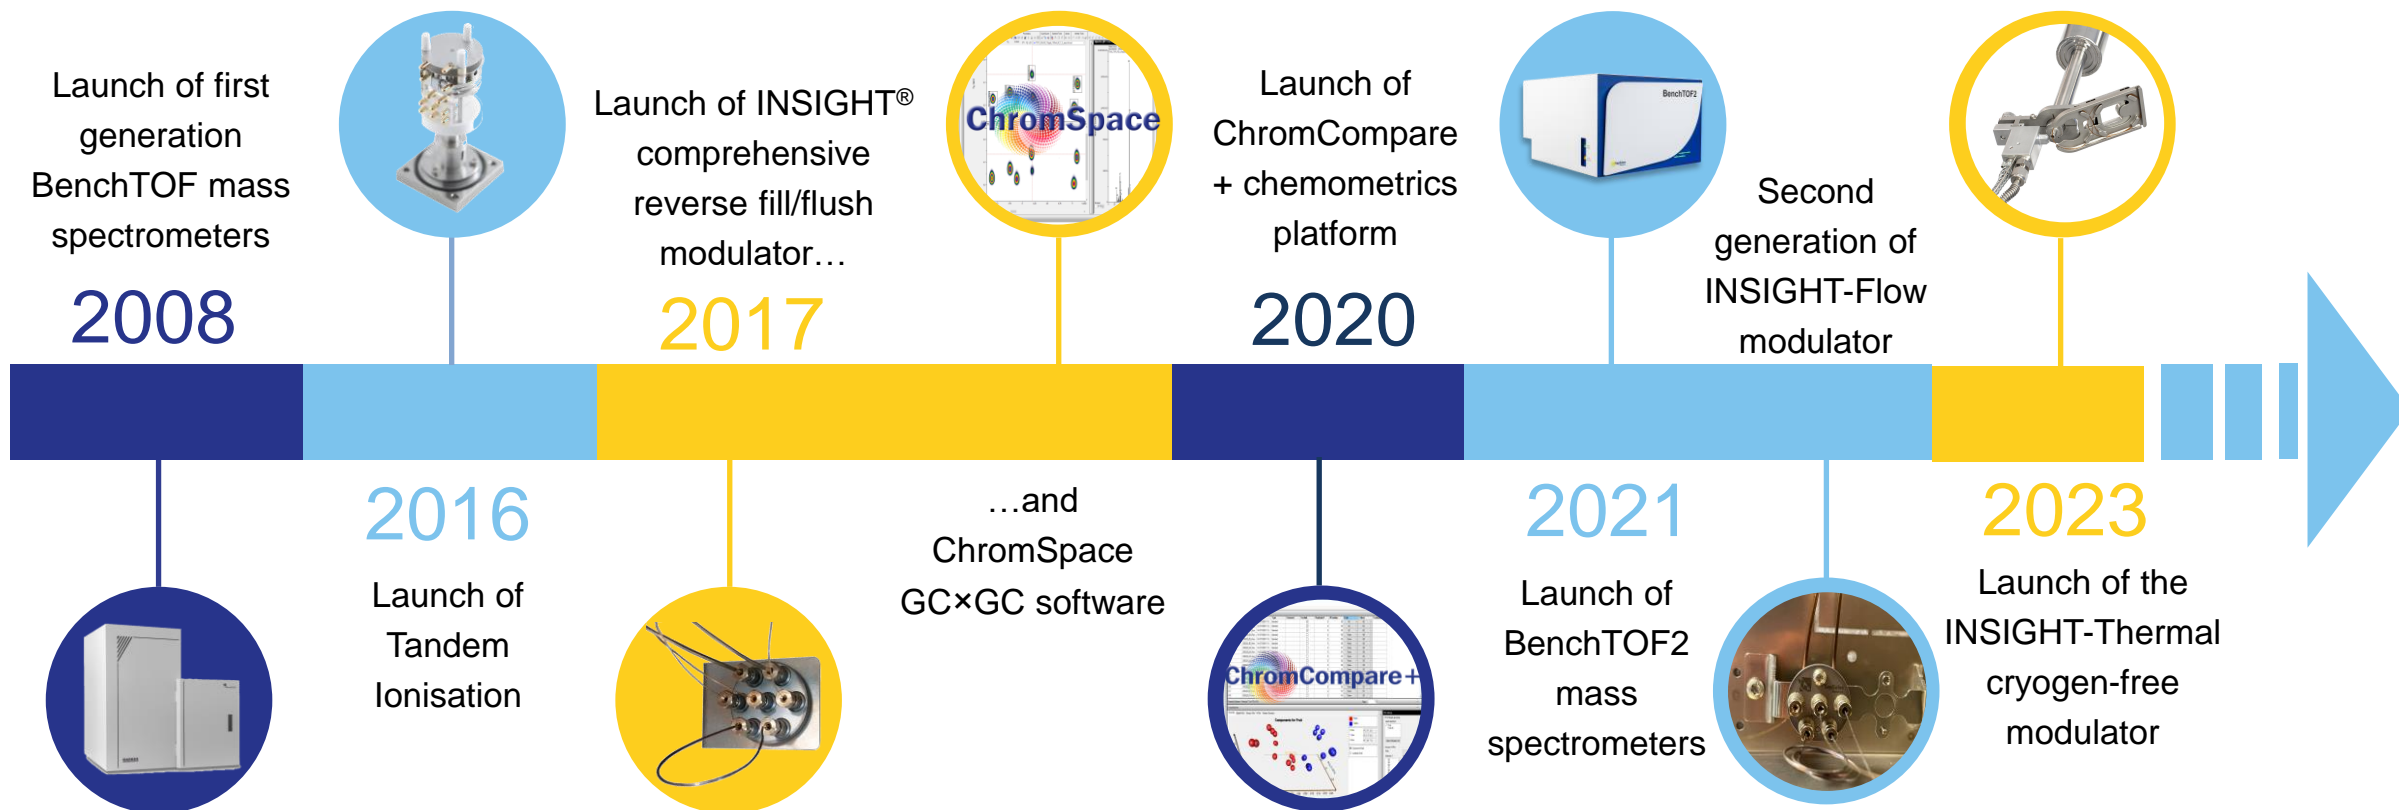 Launch of first
generation
BenchTOF mass
spectrometers
2008
2016
Launch of
Tandem
Ionisation
Launch of INSIGHT®
comprehensive
reverse fill/flush
modulator…
2017
ChromSpace
…and
ChromSpace
GC×GC software
Launch of
ChromCompare
+ chemometrics
platform
2020
ChromCompare+
BenchTOF2
2021
Launch of
BenchTOF2
mass
spectrometers
Second
generation of
INSIGHT-Flow
modulator
2023
Launch of the
INSIGHT-Thermal
cryogen-free
modulator